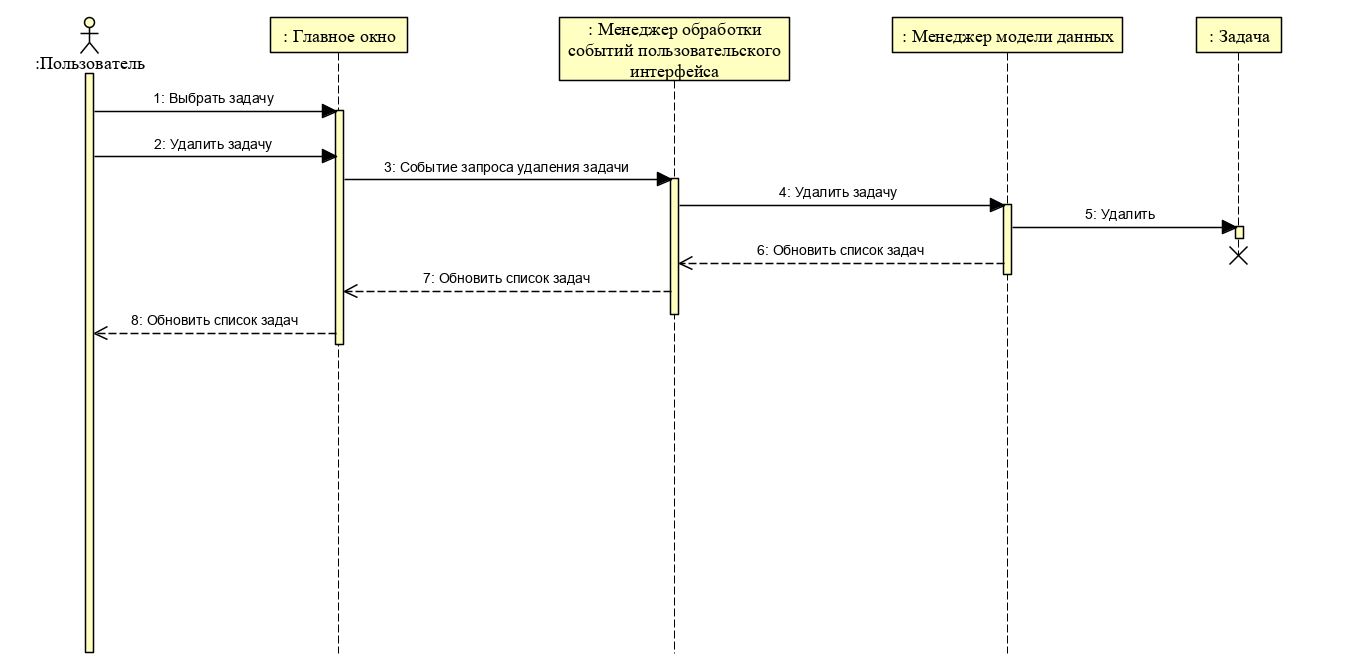 :Пользователь
: Главное окно
: Менеджер обработки
событий пользовательского
интерфейса
: Менеджер модели данных
: Задача
1: Выбрать задачу
2: Удалить задачу
3: Событие запроса удаления задачи
4: Удалить задачу
5: Удалить
6: Обновить список задач
7: Обновить список задач
8: Обновить список задач